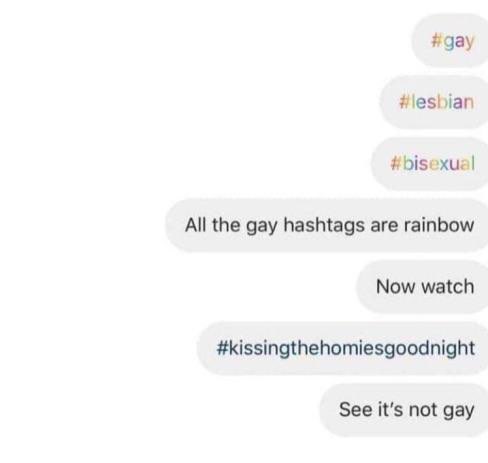 #gay
#lesbian
#bisexual
All the gay hashtags are rainbow
Now watch
#kissingthehomiesgoodnight
See it's not gay